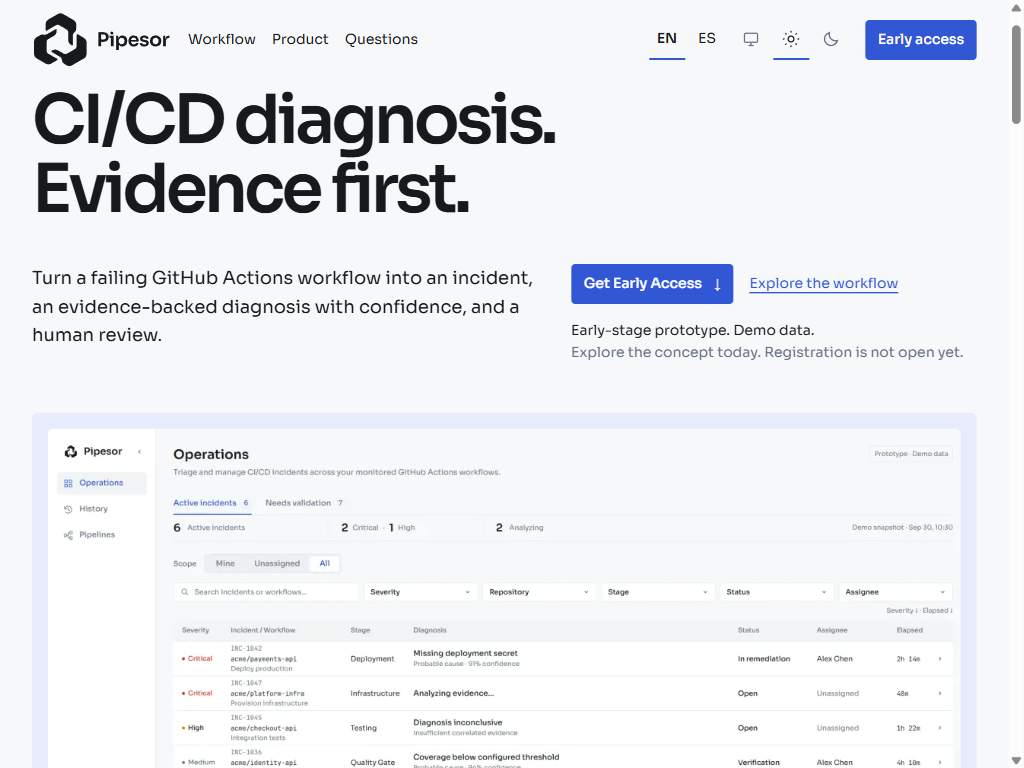 Pipesor
Workflow Product Questions
EN ES
Early access
CI/CD diagnosis.
Evidence first.
Turn a failing GitHub Actions workflow into an incident,
an evidence-backed diagnosis with confidence, and a
human review.
Get Early Access ↓
Explore the workflow
Early-stage prototype. Demo data.
Explore the concept today. Registration is not open yet.
Pipesor
Operations
History
Pipelines
Operations
Prototype · Demo data
Triage and manage CI/CD incidents across your monitored GitHub Actions workflows.
Active incidents 6 Needs validation 7
6 Active incidents 2 Critical · 1 High 2 Analyzing Demo snapshot · Sep 30, 10:30
Scope Mine Unassigned All
Search incidents or workflows... Severity Repository Stage Status Assignee
Severity ↓ · Elapsed ↓
Severity Incident / Workflow Stage Diagnosis Status Assignee Elapsed
INC-1042
Critical acme/payments-api Deployment Missing deployment secret In remediation Alex Chen 2h 14m
Deploy production Probable cause · 91% confidence
INC-1047
Critical acme/platform-infra Infrastructure Analyzing evidence... Open Unassigned 48m
Provision infrastructure
INC-1045
High acme/checkout-api Testing Diagnosis inconclusive Open Unassigned 1h 22m
Integration tests Insufficient correlated evidence
INC-1036
Medium acme/identity-api Quality Gate Coverage below configured threshold Verification Alex Chen 4h 10m